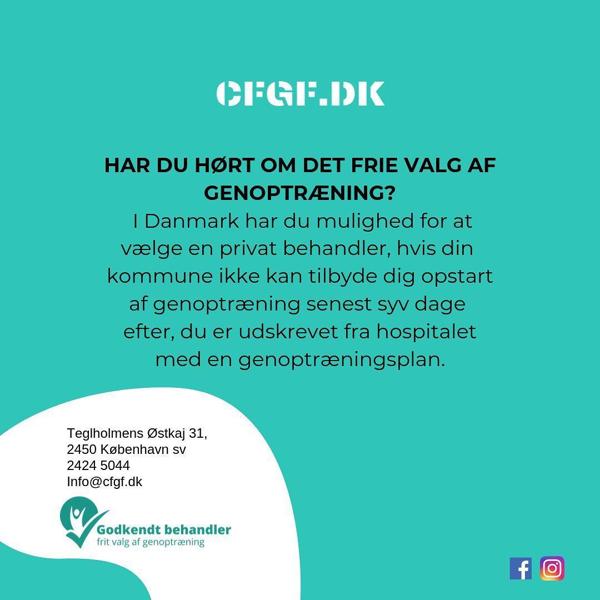 CFGF.DK
HAR DU HØRT OM DET FRIE VALG AF
GENOPTRÆNING?
I Danmark har du mulighed for at
vælge en privat behandler, hvis din
kommune ikke kan tilbyde dig opstart
af genoptræning senest syv dage
efter, du er udskrevet fra hospitalet
med en genoptræningsplan.
Teglholmens Østkaj 31,
2450 København sv
2424 5044
Info@cfgf.dk
Godkendt behandler
frit valg af genoptræning